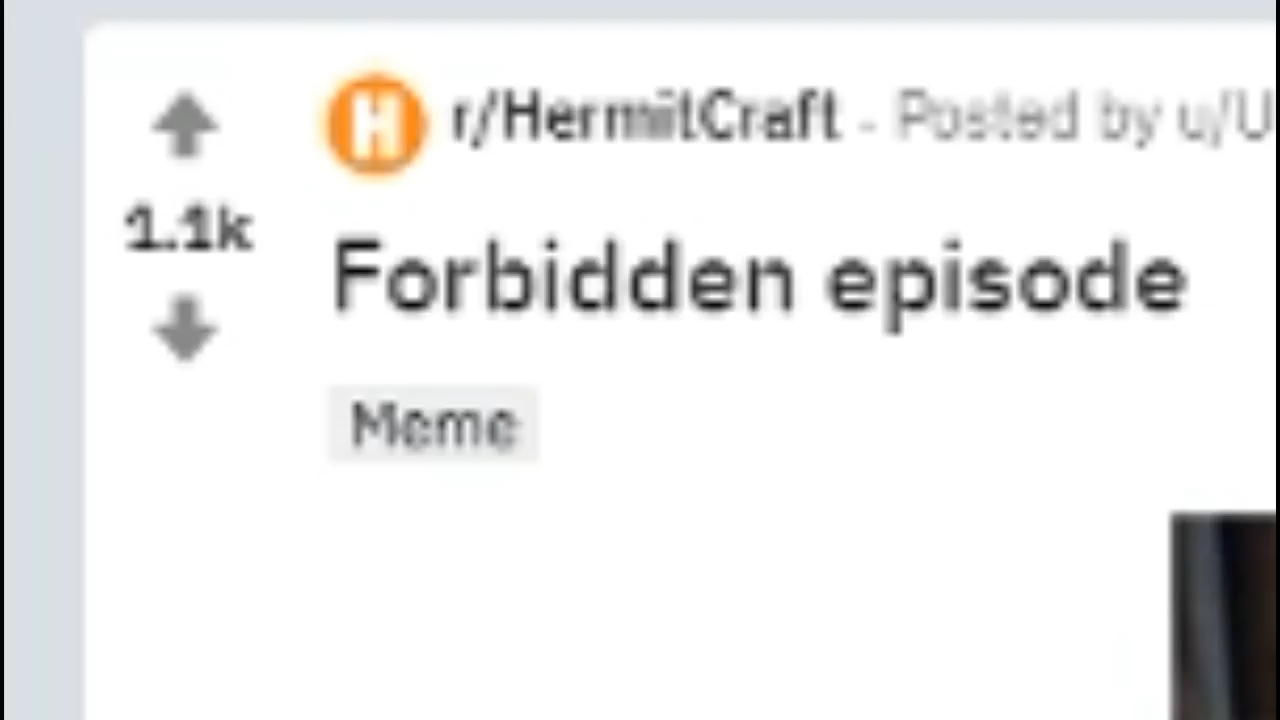 H r/HermitCraft · Posted by u/U
1.1k
Forbidden episode
Meme